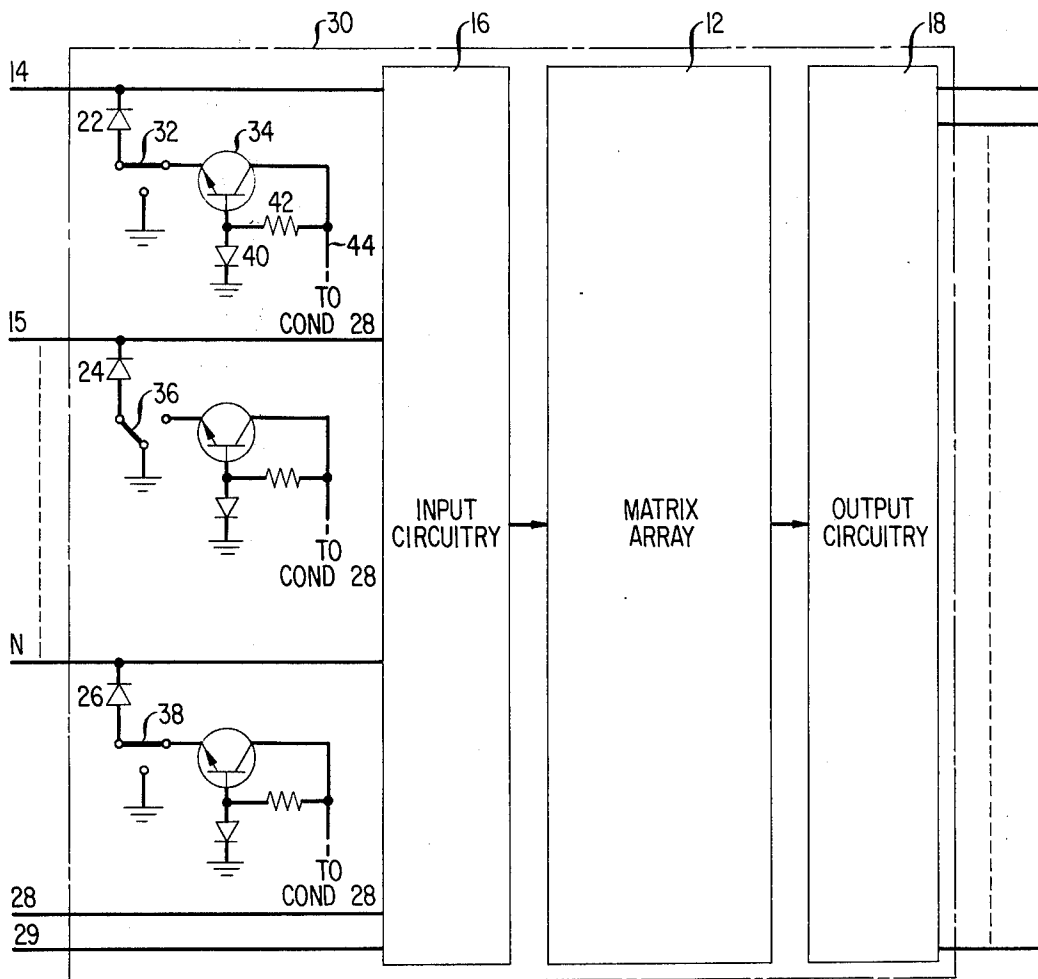 30
16
12
18
14
22
32
34
42
40
44
TO
COND 28
15
24
36
TO
COND 28
INPUT
CIRCUITRY
MATRIX
ARRAY
OUTPUT
CIRCUITRY
N
26
38
TO
COND 28
28
29